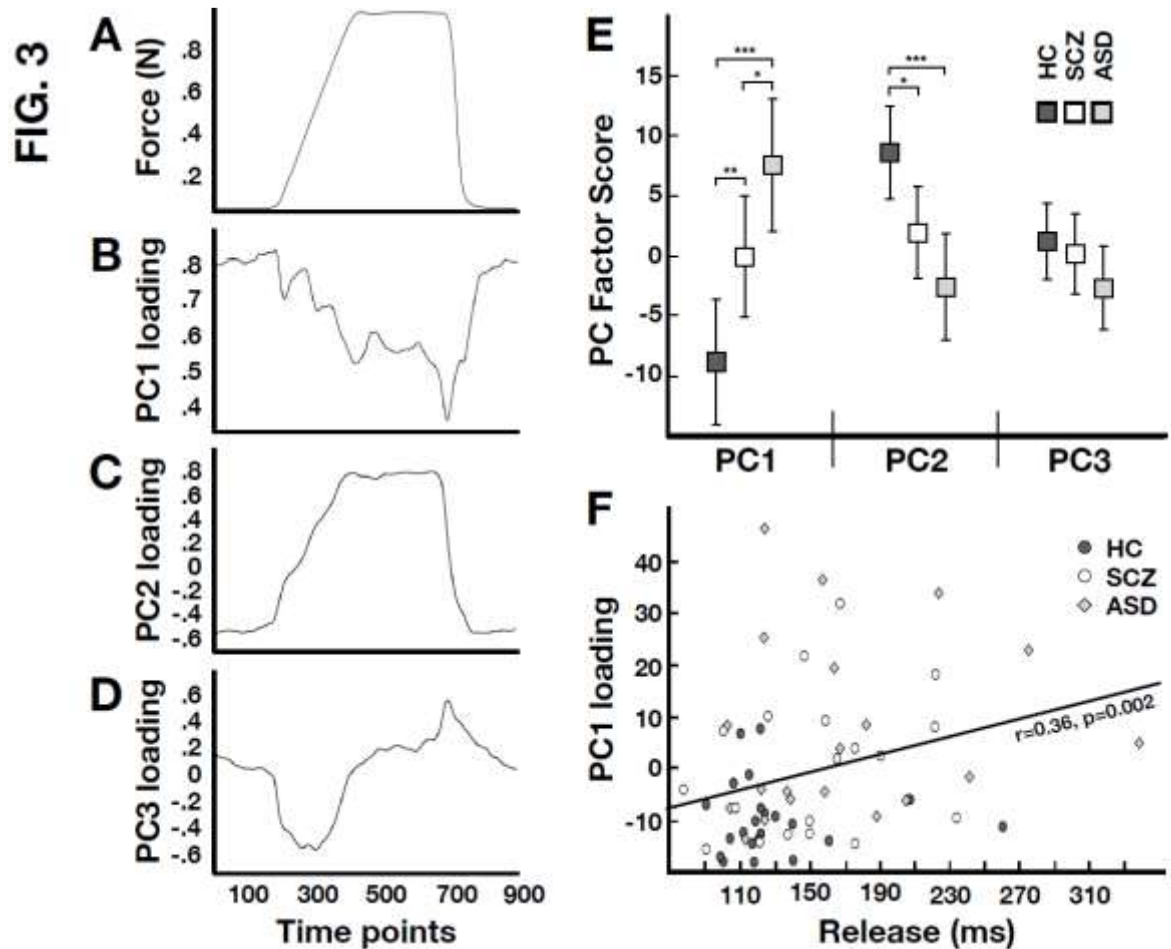 FIG. 3
A
Force (N)
.8
.6
.4
.2
B
PC1 loading
.8
.7
.6
.5
.4
C
PC2 loading
.8
.6
.4
.2
0
-.2
-.4
-.6
D
PC3 loading
.6
.4
.2
0
-.2
-.4
-.6
100 300 500 700 900
Time points
E
PC Factor Score
15
10
5
0
-5
-10
*** * ** *** *
HC SCZ ASD
PC1 PC2 PC3
F
PC1 loading
40
30
20
10
0
-10
HC
SCZ
ASD
r=0.36, p=0.002
110 150 190 230 270 310
Release (ms)